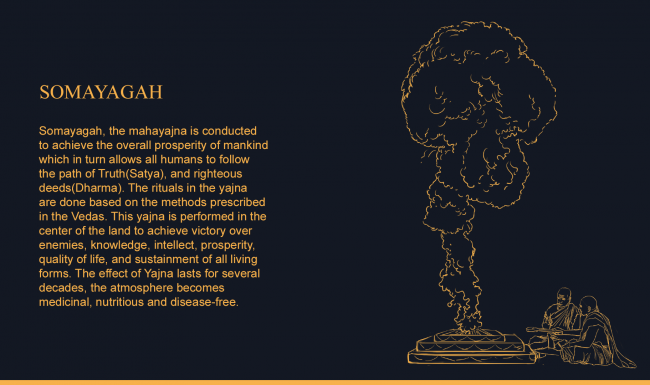 SOMAYAGAH
Somayagah, the mahayajna is conducted
to achieve the overall prosperity of mankind
which in turn allows all humans to follow
the path of Truth(Satya), and righteous
deeds(Dharma). The rituals in the yajna
are done based on the methods prescribed
in the Vedas. This yajna is performed in the
center of the land to achieve victory over
enemies, knowledge, intellect, prosperity,
quality of life, and sustainment of all living
forms. The effect of Yajna lasts for several
decades, the atmosphere becomes
medicinal, nutritious and disease-free.